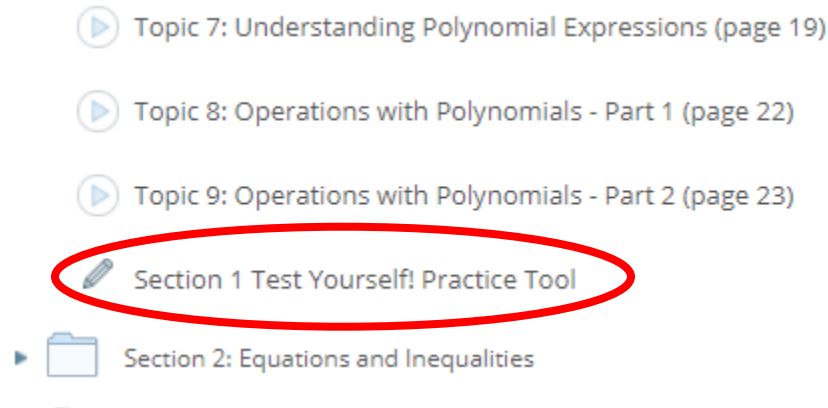 Topic 7: Understanding Polynomial Expressions (page 19)
Topic 8: Operations with Polynomials - Part 1 (page 22)
Topic 9: Operations with Polynomials - Part 2 (page 23)
Section 1 Test Yourself! Practice Tool
Section 2: Equations and Inequalities